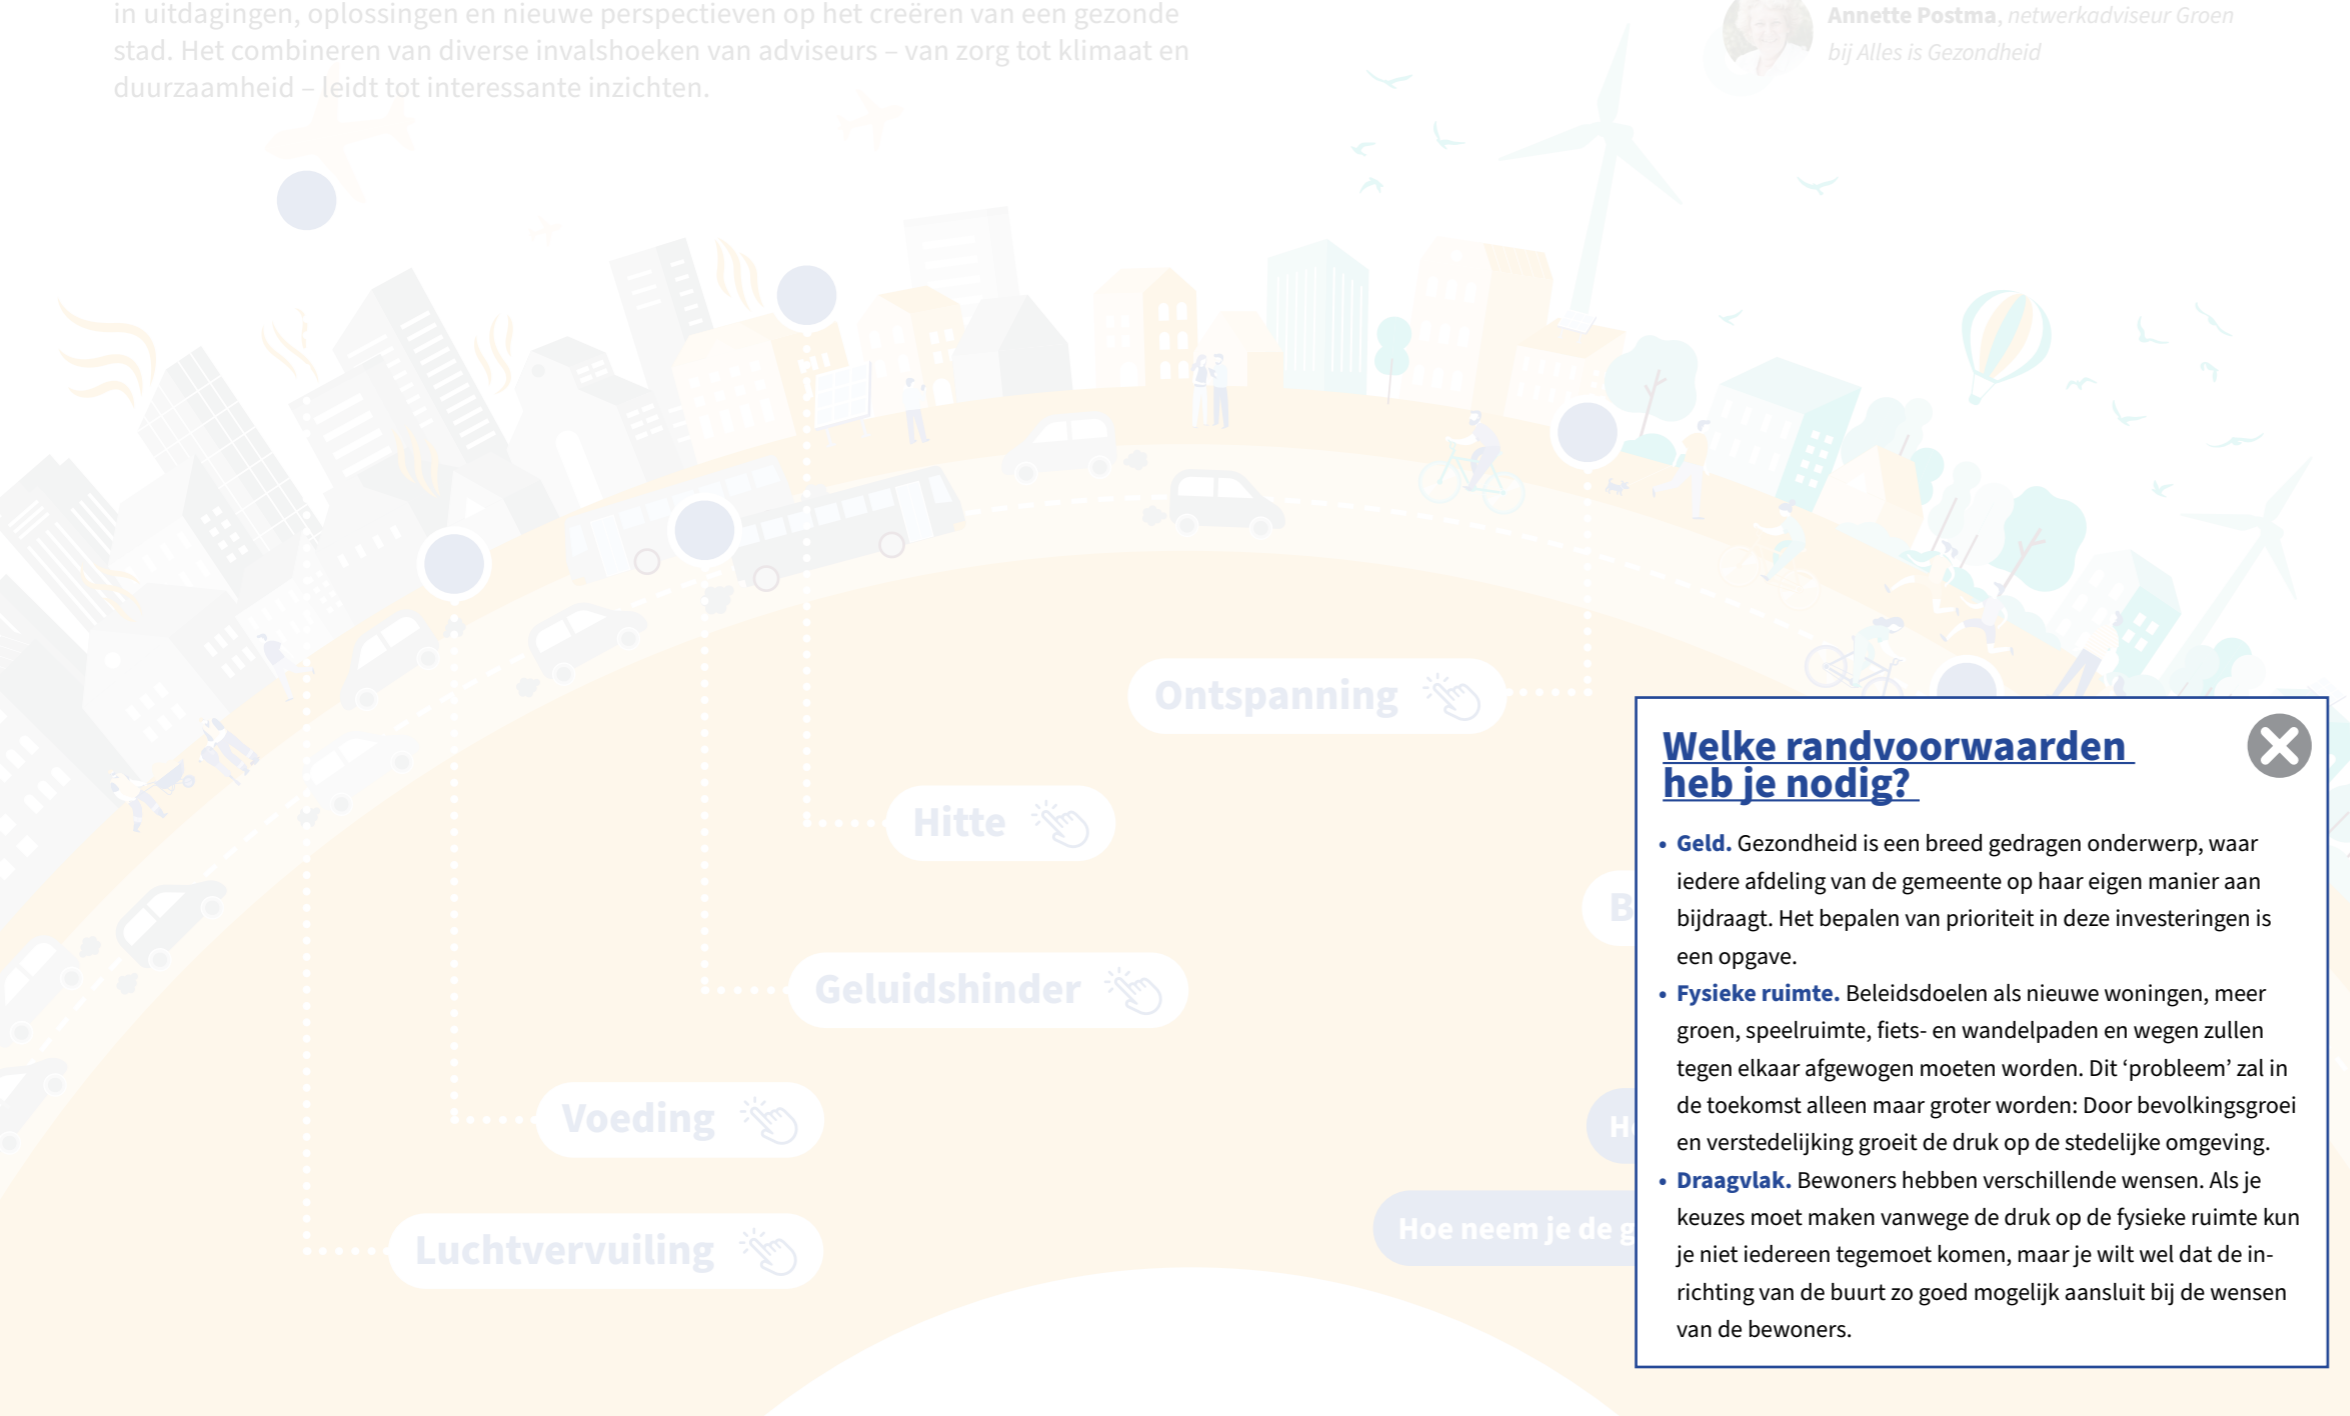 in uitdagingen, oplossingen en nieuwe perspectieven op het creëren van een gezonde
stad. Het combineren van diverse invalshoeken van adviseurs – van zorg tot klimaat en
duurzaamheid – leidt tot interessante inzichten.
Annette Postma, netwerkadviseur Groen
bij Alles is Gezondheid
Ontspanning
Hitte
Geluidshinder
Voeding
Luchtvervuiling
B
H
Hoe neem je de g
Welke randvoorwaarden
heb je nodig?
• Geld. Gezondheid is een breed gedragen onderwerp, waar
iedere afdeling van de gemeente op haar eigen manier aan
bijdraagt. Het bepalen van prioriteit in deze investeringen is
een opgave.
• Fysieke ruimte. Beleidsdoelen als nieuwe woningen, meer
groen, speelruimte, fiets- en wandelpaden en wegen zullen
tegen elkaar afgewogen moeten worden. Dit ‘probleem’ zal in
de toekomst alleen maar groter worden: Door bevolkingsgroei
en verstedelijking groeit de druk op de stedelijke omgeving.
• Draagvlak. Bewoners hebben verschillende wensen. Als je
keuzes moet maken vanwege de druk op de fysieke ruimte kun
je niet iedereen tegemoet komen, maar je wilt wel dat de in-
richting van de buurt zo goed mogelijk aansluit bij de wensen
van de bewoners.